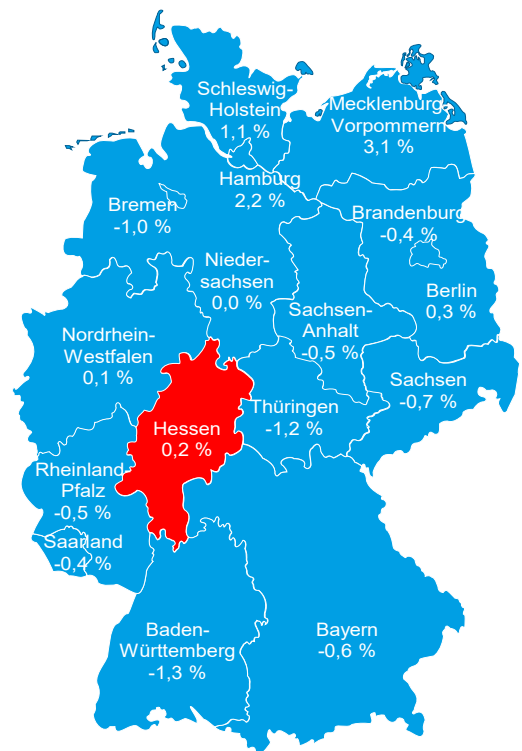 Schleswig-
Holstein
1,1 %
Mecklenburg-
Vorpommern
3,1 %
Hamburg
2,2 %
Bremen
-1,0 %
Brandenburg
-0,4 %
Nieder-
sachsen
0,0 %
Berlin
0,3 %
Sachsen-
Anhalt
-0,5 %
Nordrhein-
Westfalen
0,1 %
Sachsen
-0,7 %
Thüringen
-1,2 %
Hessen
0,2 %
Rheinland-
Pfalz
-0,5 %
Saarland
-0,4 %
Baden-
Württemberg
-1,3 %
Bayern
-0,6 %